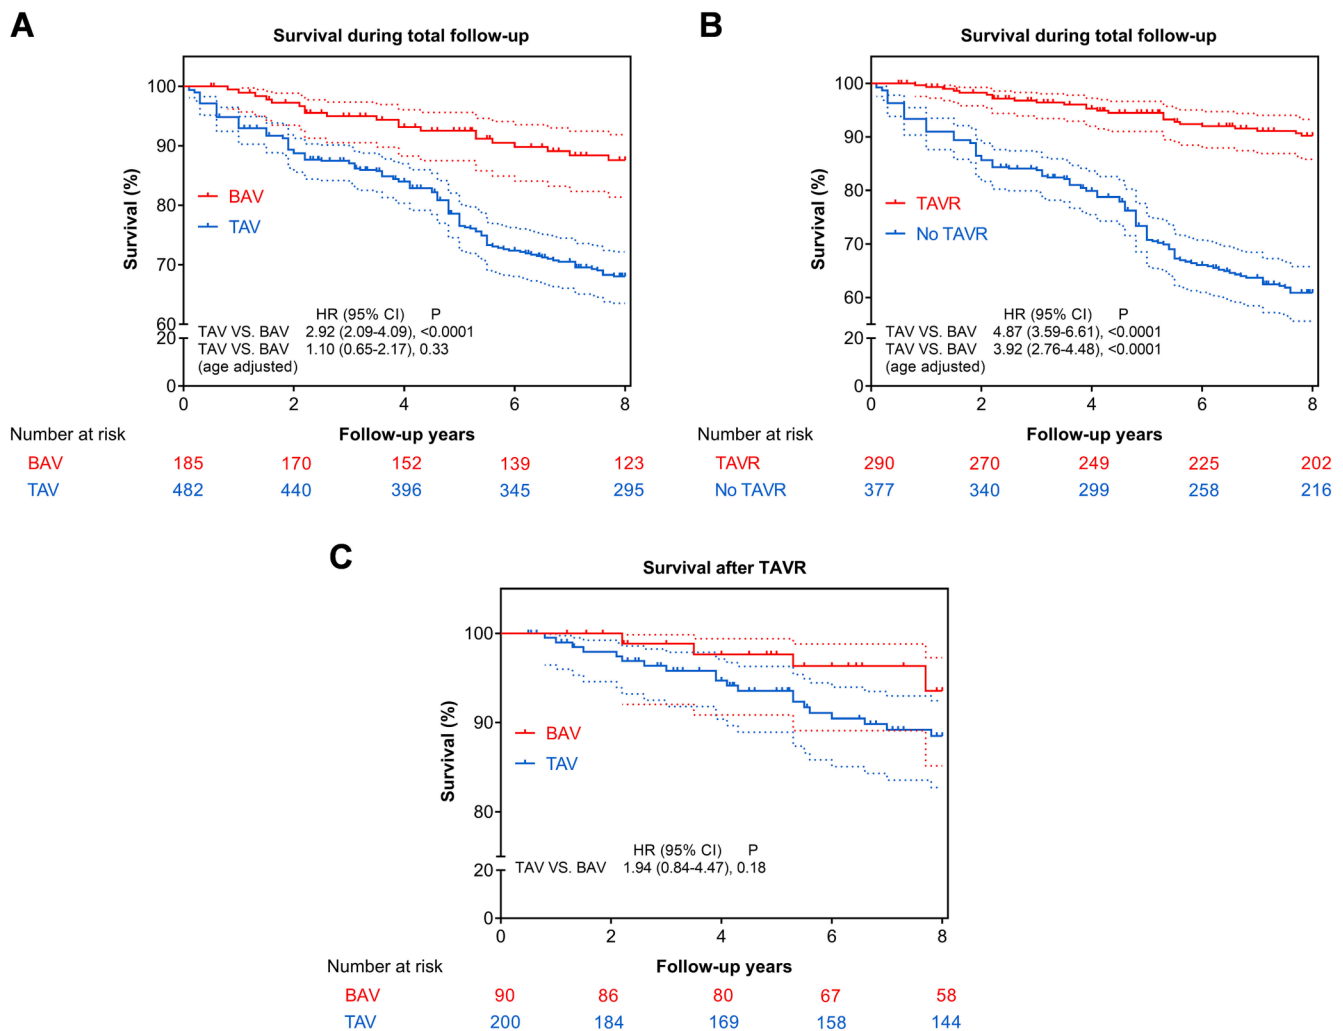 A
Survival during total follow-up
100
90
80
70
60
20
0
Survival (%)
BAV
TAV
HR (95% CI) P
TAV VS. BAV 2.92 (2.09-4.09), <0.0001
TAV VS. BAV 1.10 (0.65-2.17), 0.33
(age adjusted)
0 2 4 6 8
Number at risk Follow-up years
BAV 185 170 152 139 123
TAV 482 440 396 345 295
B
Survival during total follow-up
100
90
80
70
60
20
0
Survival (%)
TAVR
No TAVR
HR (95% CI) P
TAV VS. BAV 4.87 (3.59-6.61), <0.0001
TAV VS. BAV 3.92 (2.76-4.48), <0.0001
(age adjusted)
0 2 4 6 8
Number at risk Follow-up years
TAVR 290 270 249 225 202
No TAVR 377 340 299 258 216
C
Survival after TAVR
100
90
80
20
0
Survival (%)
BAV
TAV
HR (95% CI) P
TAV VS. BAV 1.94 (0.84-4.47), 0.18
0 2 4 6 8
Number at risk Follow-up years
BAV 90 86 80 67 58
TAV 200 184 169 158 144